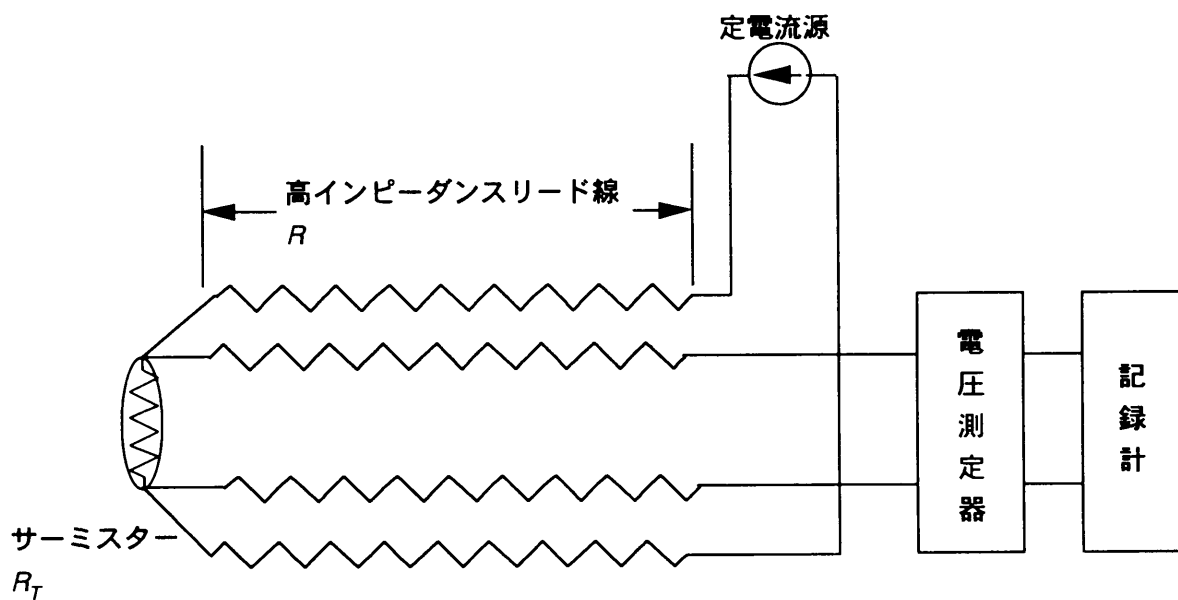 定電流源
高インピーダンスリード線
R
電圧測定器
記録計
サーミスター
R_T